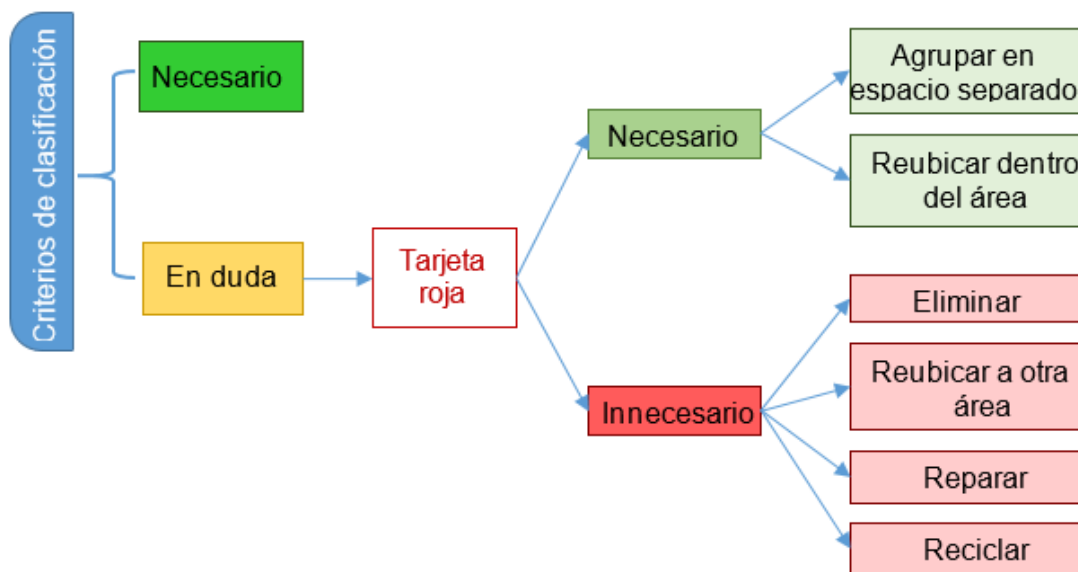 Criterios de clasificación
Necesario
En duda
Tarjeta
roja
Necesario
Innecesario
Agrupar en
espacio separado
Reubicar dentro
del área
Eliminar
Reubicar a otra
área
Reparar
Reciclar